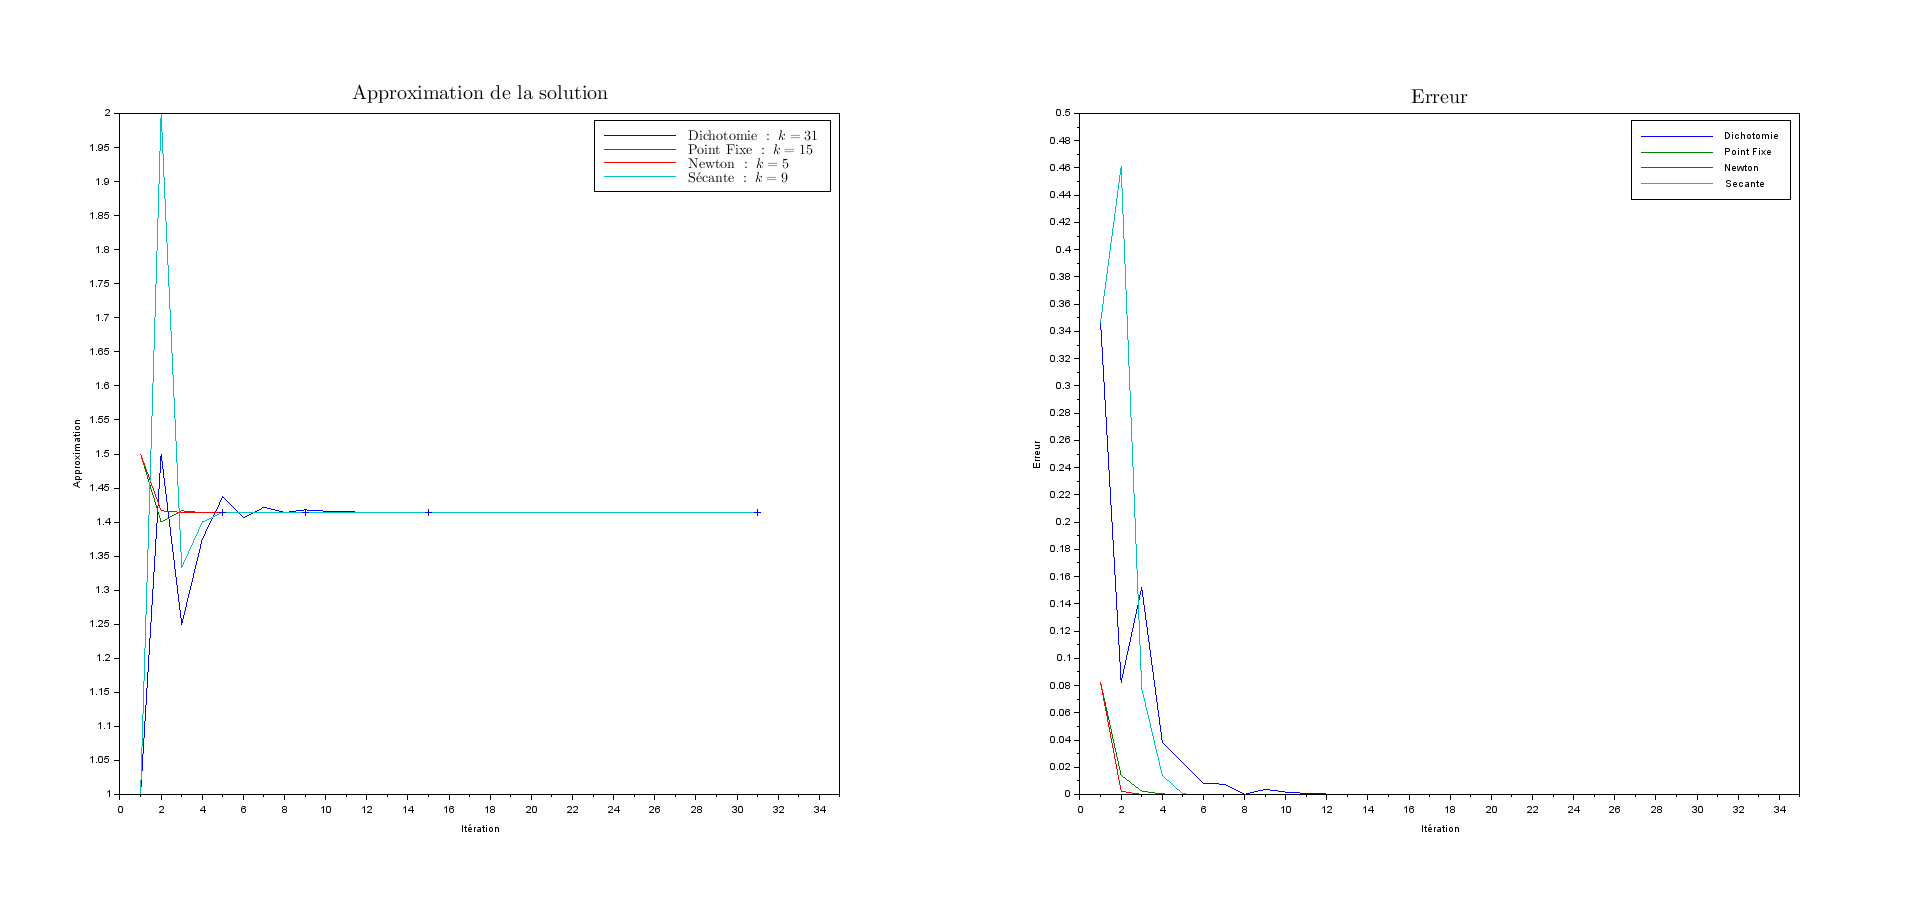 Approximation de la solution
Dichotomie : k = 31
Point Fixe : k = 15
Newton : k = 5
Sécante : k = 9
2
1.95
1.9
1.85
1.8
1.75
1.7
1.65
1.6
1.55
1.5
1.45
1.4
1.35
1.3
1.25
1.2
1.15
1.1
1.05
1
Approximation
0 2 4 6 8 10 12 14 16 18 20 22 24 26 28 30 32 34
Itération
Erreur
Dichotomie
Point Fixe
Newton
Secante
0.5
0.48
0.46
0.44
0.42
0.4
0.38
0.36
0.34
0.32
0.3
0.28
0.26
0.24
0.22
0.2
0.18
0.16
0.14
0.12
0.1
0.08
0.06
0.04
0.02
0
Erreur
0 2 4 6 8 10 12 14 16 18 20 22 24 26 28 30 32 34
Itération